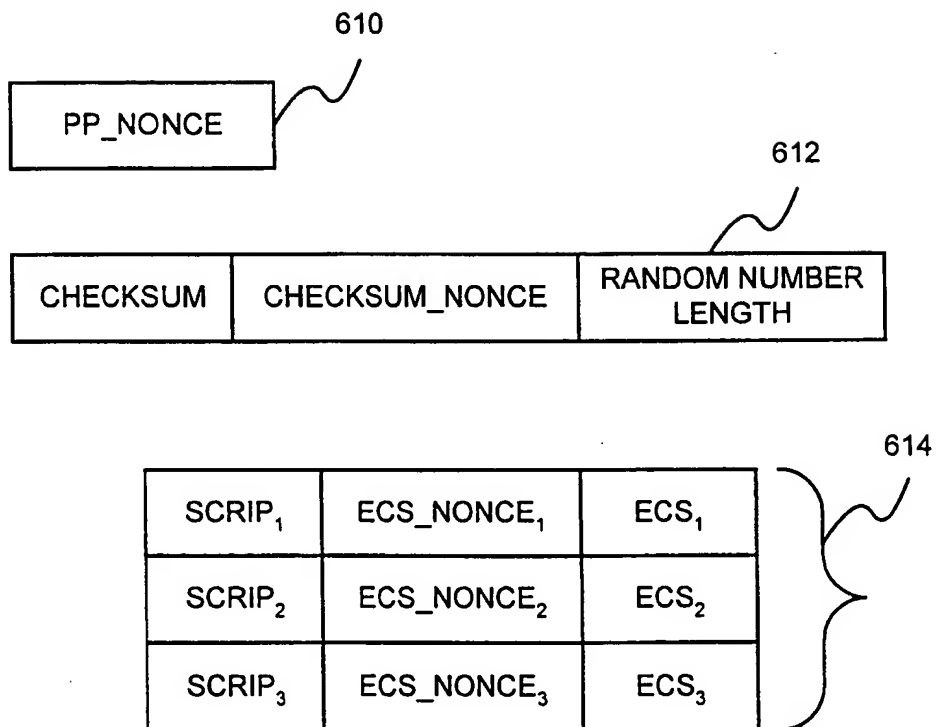 610
PP_NONCE
612
CHECKSUM CHECKSUM_NONCE RANDOM NUMBER
LENGTH
614
SCRIP₁ ECS_NONCE₁ ECS₁
SCRIP₂ ECS_NONCE₂ ECS₂
SCRIP₃ ECS_NONCE₃ ECS₃